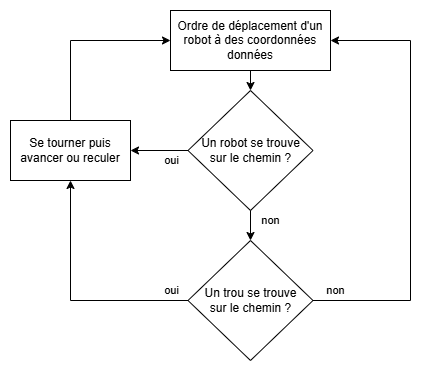 Ordre de déplacement d'un
robot à des coordonnées
données
Un robot se trouve
sur le chemin ?
oui
Se tourner puis
avancer ou reculer
non
Un trou se trouve
sur le chemin ?
oui
non